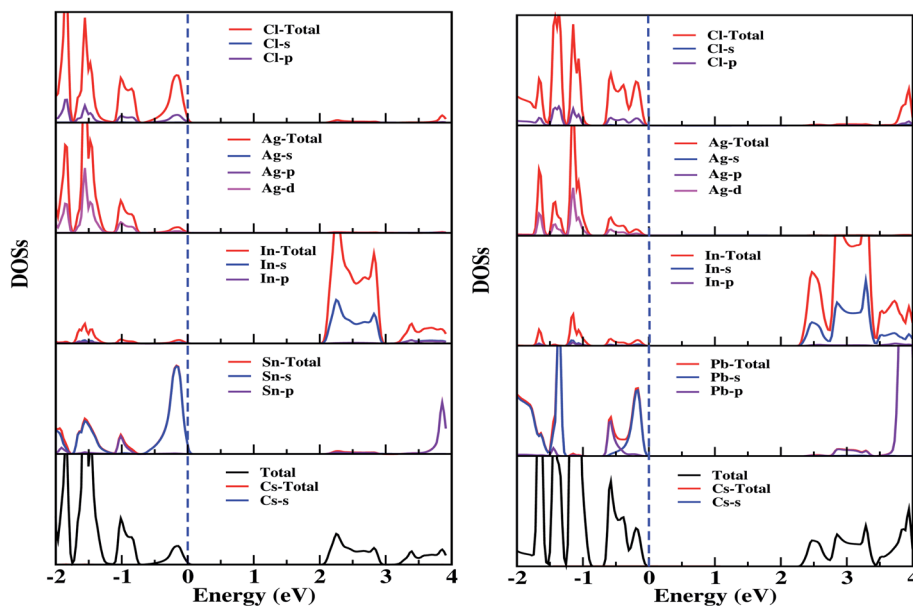 DOSs
Cl-Total
Cl-s
Cl-p
Ag-Total
Ag-s
Ag-p
Ag-d
In-Total
In-s
In-p
Sn-Total
Sn-s
Sn-p
Total
Cs-Total
Cs-s
-2 -1 0 1 2 3 4
Energy (eV)
DOSs
Cl-Total
Cl-s
Cl-p
Ag-Total
Ag-s
Ag-p
Ag-d
In-Total
In-s
In-p
Pb-Total
Pb-s
Pb-p
Total
Cs-Total
Cs-s
-2 -1 0 1 2 3 4
Energy (eV)